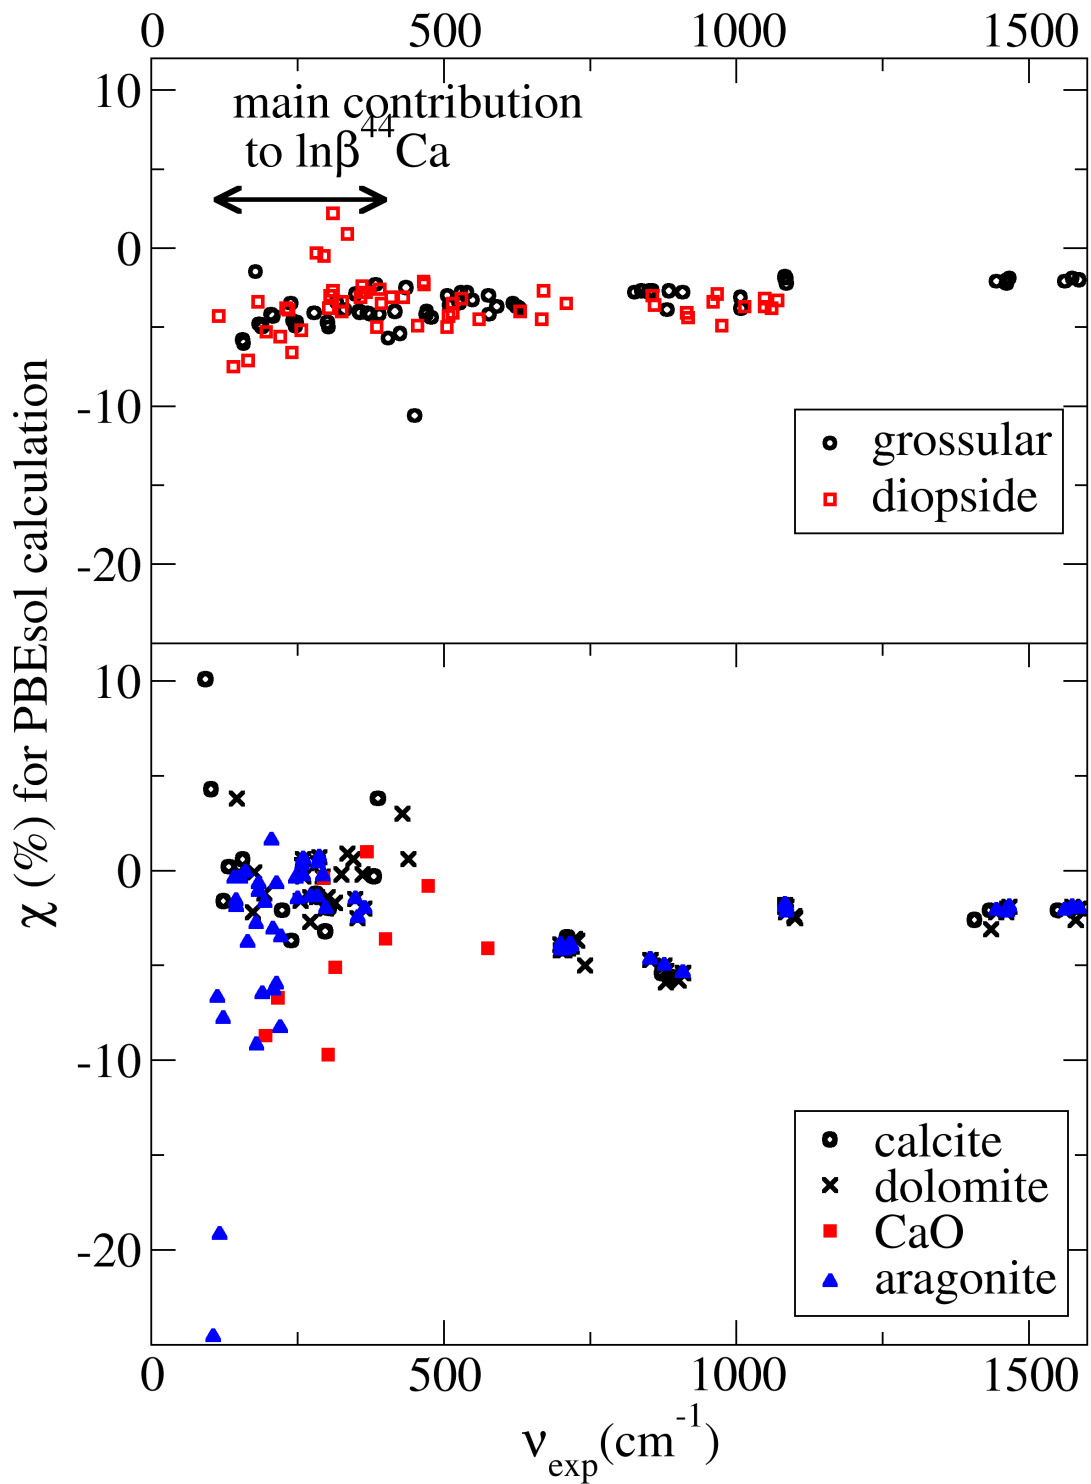 0 500 1000 1500
10
main contribution
to lnβ⁴⁴Ca
0
-10
grossular
diopside
-20
χ (%) for PBEsol calculation
10
0
-10
calcite
dolomite
CaO
-20
aragonite
0 500 1000 1500
ν_exp(cm⁻¹)